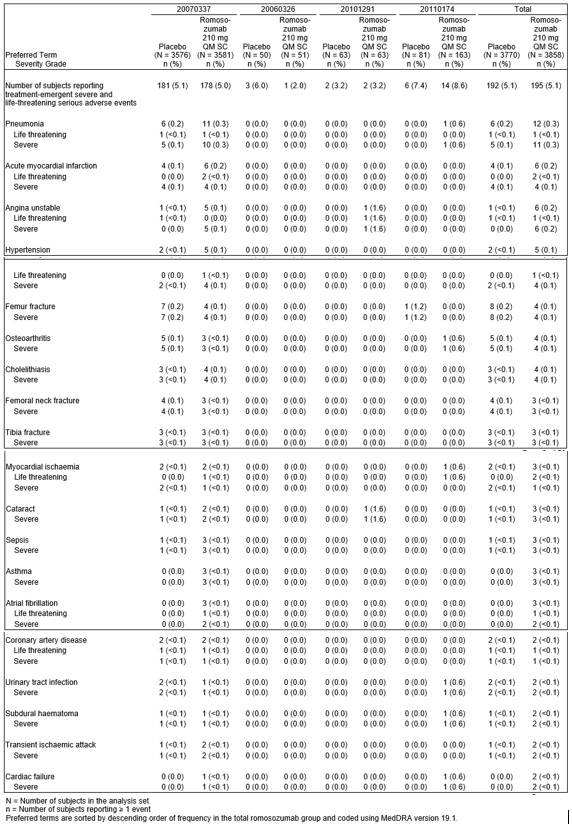 20070337 20060326 20101291 20110174 Total
Preferred Term Severity Grade Placebo (N = 3576) n (%) Romoso-zumab 210 mg QM SC (N = 3581) n (%) Placebo (N = 50) n (%) Romoso-zumab 210 mg QM SC (N = 51) n (%) Placebo (N = 63) n (%) Romoso-zumab 210 mg QM SC (N = 63) n (%) Placebo (N = 81) n (%) Romoso-zumab 210 mg QM SC (N = 163) n (%) Placebo (N = 3770) n (%) Romoso-zumab 210 mg QM SC (N = 3858) n (%)
Number of subjects reporting treatment-emergent severe and life-threatening serious adverse events 181 (5.1) 178 (5.0) 3 (6.0) 1 (2.0) 2 (3.2) 2 (3.2) 6 (7.4) 14 (8.6) 192 (5.1) 195 (5.1)
Pneumonia 6 (0.2) 11 (0.3) 0 (0.0) 0 (0.0) 0 (0.0) 0 (0.0) 0 (0.0) 1 (0.6) 6 (0.2) 12 (0.3)
Life threatening 1 (<0.1) 1 (<0.1) 0 (0.0) 0 (0.0) 0 (0.0) 0 (0.0) 0 (0.0) 0 (0.0) 1 (<0.1) 1 (<0.1)
Severe 5 (0.1) 10 (0.3) 0 (0.0) 0 (0.0) 0 (0.0) 0 (0.0) 0 (0.0) 1 (0.6) 5 (0.1) 11 (0.3)
Acute myocardial infarction 4 (0.1) 6 (0.2) 0 (0.0) 0 (0.0) 0 (0.0) 0 (0.0) 0 (0.0) 0 (0.0) 4 (0.1) 6 (0.2)
Life threatening 0 (0.0) 2 (<0.1) 0 (0.0) 0 (0.0) 0 (0.0) 0 (0.0) 0 (0.0) 0 (0.0) 0 (0.0) 2 (<0.1)
Severe 4 (0.1) 4 (0.1) 0 (0.0) 0 (0.0) 0 (0.0) 0 (0.0) 0 (0.0) 0 (0.0) 4 (0.1) 4 (0.1)
Angina unstable 1 (<0.1) 5 (0.1) 0 (0.0) 0 (0.0) 0 (0.0) 1 (1.6) 0 (0.0) 0 (0.0) 1 (<0.1) 6 (0.2)
Life threatening 1 (<0.1) 0 (0.0) 0 (0.0) 0 (0.0) 0 (0.0) 1 (1.6) 0 (0.0) 0 (0.0) 1 (<0.1) 1 (<0.1)
Severe 0 (0.0) 5 (0.1) 0 (0.0) 0 (0.0) 0 (0.0) 1 (1.6) 0 (0.0) 0 (0.0) 0 (0.0) 6 (0.2)
Hypertension 2 (<0.1) 5 (0.1) 0 (0.0) 0 (0.0) 0 (0.0) 0 (0.0) 0 (0.0) 0 (0.0) 2 (<0.1) 5 (0.1)
Life threatening 0 (0.0) 1 (<0.1) 0 (0.0) 0 (0.0) 0 (0.0) 0 (0.0) 0 (0.0) 0 (0.0) 0 (0.0) 1 (<0.1)
Severe 2 (<0.1) 4 (0.1) 0 (0.0) 0 (0.0) 0 (0.0) 0 (0.0) 0 (0.0) 0 (0.0) 2 (<0.1) 4 (0.1)
Femur fracture 7 (0.2) 4 (0.1) 0 (0.0) 0 (0.0) 0 (0.0) 0 (0.0) 1 (1.2) 0 (0.0) 8 (0.2) 4 (0.1)
Severe 7 (0.2) 4 (0.1) 0 (0.0) 0 (0.0) 0 (0.0) 0 (0.0) 1 (1.2) 0 (0.0) 8 (0.2) 4 (0.1)
Osteoarthritis 5 (0.1) 3 (<0.1) 0 (0.0) 0 (0.0) 0 (0.0) 0 (0.0) 0 (0.0) 1 (0.6) 5 (0.1) 4 (0.1)
Severe 5 (0.1) 3 (<0.1) 0 (0.0) 0 (0.0) 0 (0.0) 0 (0.0) 0 (0.0) 1 (0.6) 5 (0.1) 4 (0.1)
Cholelithiasis 3 (<0.1) 4 (0.1) 0 (0.0) 0 (0.0) 0 (0.0) 0 (0.0) 0 (0.0) 0 (0.0) 3 (<0.1) 4 (0.1)
Severe 3 (<0.1) 4 (0.1) 0 (0.0) 0 (0.0) 0 (0.0) 0 (0.0) 0 (0.0) 0 (0.0) 3 (<0.1) 4 (0.1)
Femoral neck fracture 4 (0.1) 3 (<0.1) 0 (0.0) 0 (0.0) 0 (0.0) 0 (0.0) 0 (0.0) 0 (0.0) 4 (0.1) 3 (<0.1)
Severe 4 (0.1) 3 (<0.1) 0 (0.0) 0 (0.0) 0 (0.0) 0 (0.0) 0 (0.0) 0 (0.0) 4 (0.1) 3 (<0.1)
Tibia fracture 3 (<0.1) 3 (<0.1) 0 (0.0) 0 (0.0) 0 (0.0) 0 (0.0) 0 (0.0) 0 (0.0) 3 (<0.1) 3 (<0.1)
Severe 3 (<0.1) 3 (<0.1) 0 (0.0) 0 (0.0) 0 (0.0) 0 (0.0) 0 (0.0) 0 (0.0) 3 (<0.1) 3 (<0.1)
Myocardial ischaemia 2 (<0.1) 2 (<0.1) 0 (0.0) 0 (0.0) 0 (0.0) 0 (0.0) 0 (0.0) 1 (0.6) 2 (<0.1) 3 (<0.1)
Life threatening 0 (0.0) 1 (<0.1) 0 (0.0) 0 (0.0) 0 (0.0) 0 (0.0) 0 (0.0) 1 (0.6) 0 (0.0) 2 (<0.1)
Severe 2 (<0.1) 1 (<0.1) 0 (0.0) 0 (0.0) 0 (0.0) 0 (0.0) 0 (0.0) 0 (0.0) 2 (<0.1) 1 (<0.1)
Cataract 1 (<0.1) 2 (<0.1) 0 (0.0) 0 (0.0) 0 (0.0) 1 (1.6) 0 (0.0) 0 (0.0) 1 (<0.1) 3 (<0.1)
Severe 1 (<0.1) 2 (<0.1) 0 (0.0) 0 (0.0) 0 (0.0) 1 (1.6) 0 (0.0) 0 (0.0) 1 (<0.1) 3 (<0.1)
Sepsis 1 (<0.1) 3 (<0.1) 0 (0.0) 0 (0.0) 0 (0.0) 0 (0.0) 0 (0.0) 0 (0.0) 1 (<0.1) 3 (<0.1)
Severe 1 (<0.1) 3 (<0.1) 0 (0.0) 0 (0.0) 0 (0.0) 0 (0.0) 0 (0.0) 0 (0.0) 1 (<0.1) 3 (<0.1)
Asthma 0 (0.0) 3 (<0.1) 0 (0.0) 0 (0.0) 0 (0.0) 0 (0.0) 0 (0.0) 0 (0.0) 0 (0.0) 3 (<0.1)
Severe 0 (0.0) 3 (<0.1) 0 (0.0) 0 (0.0) 0 (0.0) 0 (0.0) 0 (0.0) 0 (0.0) 0 (0.0) 3 (<0.1)
Atrial fibrillation 0 (0.0) 3 (<0.1) 0 (0.0) 0 (0.0) 0 (0.0) 0 (0.0) 0 (0.0) 0 (0.0) 0 (0.0) 3 (<0.1)
Life threatening 0 (0.0) 1 (<0.1) 0 (0.0) 0 (0.0) 0 (0.0) 0 (0.0) 0 (0.0) 0 (0.0) 0 (0.0) 1 (<0.1)
Severe 0 (0.0) 2 (<0.1) 0 (0.0) 0 (0.0) 0 (0.0) 0 (0.0) 0 (0.0) 0 (0.0) 0 (0.0) 2 (<0.1)
Coronary artery disease 2 (<0.1) 2 (<0.1) 0 (0.0) 0 (0.0) 0 (0.0) 0 (0.0) 0 (0.0) 0 (0.0) 2 (<0.1) 2 (<0.1)
Life threatening 1 (<0.1) 1 (<0.1) 0 (0.0) 0 (0.0) 0 (0.0) 0 (0.0) 0 (0.0) 0 (0.0) 1 (<0.1) 1 (<0.1)
Severe 1 (<0.1) 1 (<0.1) 0 (0.0) 0 (0.0) 0 (0.0) 0 (0.0) 0 (0.0) 0 (0.0) 1 (<0.1) 1 (<0.1)
Urinary tract infection 2 (<0.1) 1 (<0.1) 0 (0.0) 0 (0.0) 0 (0.0) 0 (0.0) 0 (0.0) 1 (0.6) 2 (<0.1) 2 (<0.1)
Severe 2 (<0.1) 1 (<0.1) 0 (0.0) 0 (0.0) 0 (0.0) 0 (0.0) 0 (0.0) 1 (0.6) 2 (<0.1) 2 (<0.1)
Subdural haematoma 1 (<0.1) 1 (<0.1) 0 (0.0) 0 (0.0) 0 (0.0) 0 (0.0) 0 (0.0) 1 (0.6) 1 (<0.1) 2 (<0.1)
Severe 1 (<0.1) 1 (<0.1) 0 (0.0) 0 (0.0) 0 (0.0) 0 (0.0) 0 (0.0) 1 (0.6) 1 (<0.1) 2 (<0.1)
Transient ischaemic attack 1 (<0.1) 2 (<0.1) 0 (0.0) 0 (0.0) 0 (0.0) 0 (0.0) 0 (0.0) 0 (0.0) 1 (<0.1) 2 (<0.1)
Severe 1 (<0.1) 2 (<0.1) 0 (0.0) 0 (0.0) 0 (0.0) 0 (0.0) 0 (0.0) 0 (0.0) 1 (<0.1) 2 (<0.1)
Cardiac failure 0 (0.0) 1 (<0.1) 0 (0.0) 0 (0.0) 0 (0.0) 0 (0.0) 0 (0.0) 1 (0.6) 0 (0.0) 2 (<0.1)
Severe 0 (0.0) 1 (<0.1) 0 (0.0) 0 (0.0) 0 (0.0) 0 (0.0) 0 (0.0) 1 (0.6) 0 (0.0) 2 (<0.1)
N = Number of subjects in the analysis set
n = Number of subjects reporting ≥ 1 event
Preferred terms are sorted by descending order of frequency in the total romosozumab group and coded using MedDRA version 19.1.